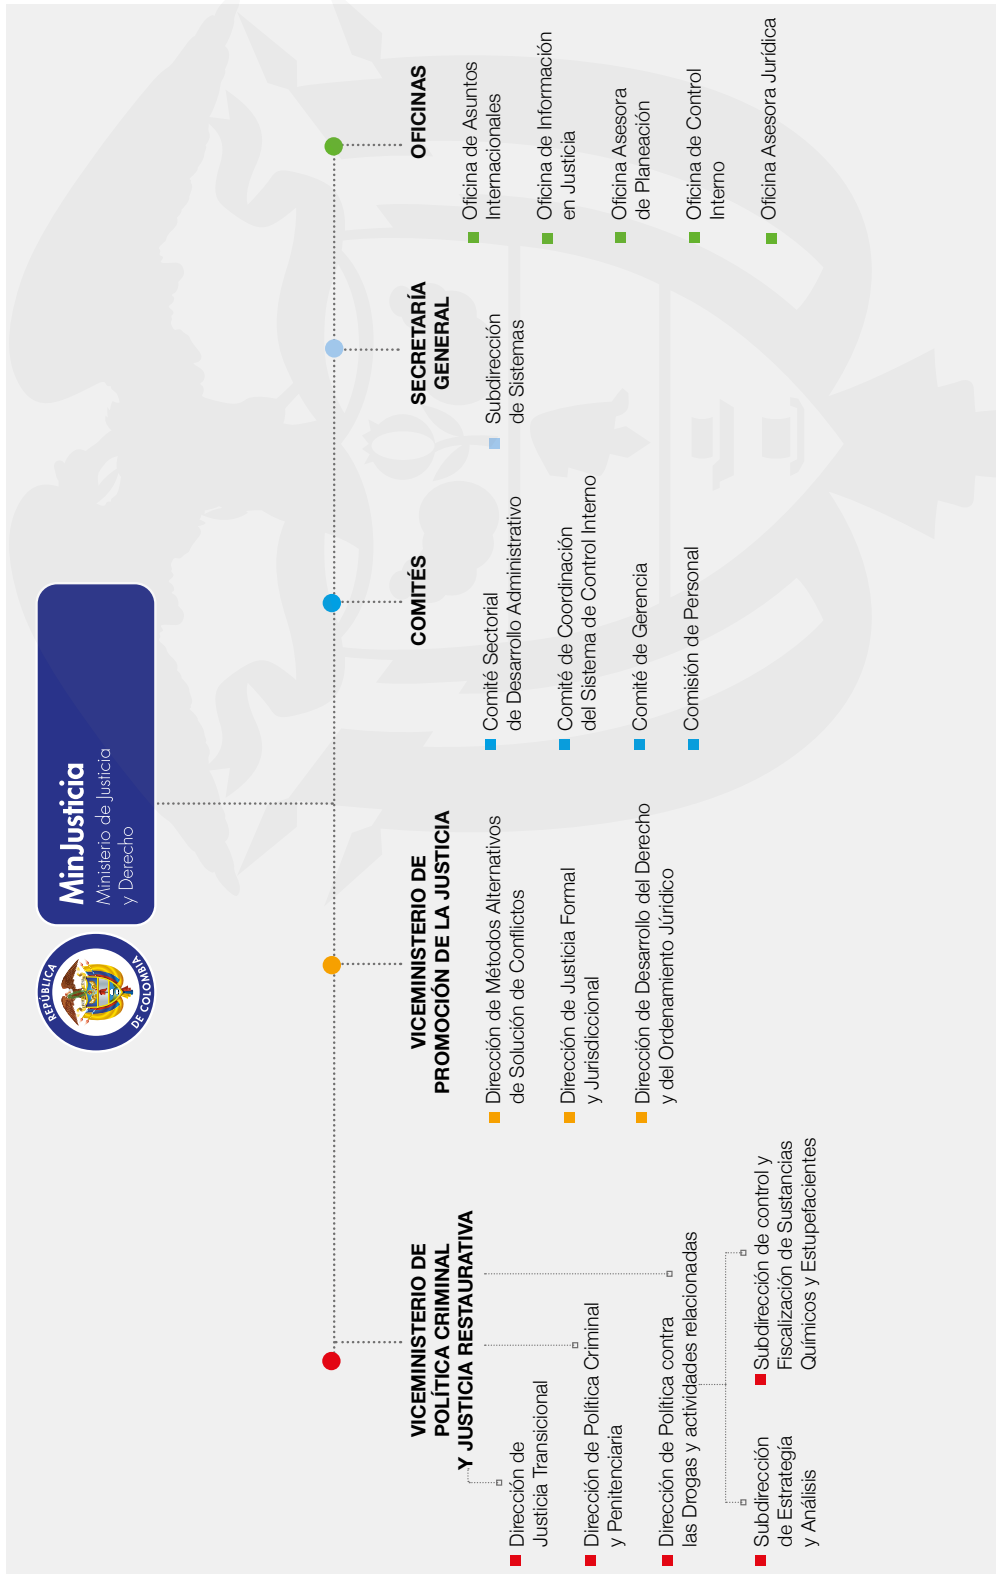 REPÚBLICA
DE COLOMBIA
MinJusticia
Ministerio de Justicia
y Derecho
VICEMINISTERIO DE
POLÍTICA CRIMINAL
Y JUSTICIA RESTAURATIVA
Dirección de
Justicia Transicional
Dirección de Política Criminal
y Penitenciaria
Dirección de Política contra
las Drogas y actividades relacionadas
Subdirección
de Estrategía
y Análisis
Subdirección de control y
Fiscalización de Sustancias
Químicos y Estupefacientes
VICEMINISTERIO DE
PROMOCIÓN DE LA JUSTICIA
Dirección de Métodos Alternativos
de Solución de Conflictos
Dirección de Justicia Formal
y Jurisdiccional
Dirección de Desarrollo del Derecho
y del Ordenamiento Júridico
COMITÉS
Comité Sectorial
de Desarrollo Administrativo
Comité de Coordinación
del Sistema de Control Interno
Comité de Gerencia
Comisión de Personal
SECRETARÍA
GENERAL
Subdirección
de Sistemas
OFICINAS
Oficina de Asuntos
Internacionales
Oficina de Información
en Justicia
Oficina Asesora
de Planeación
Oficina de Control
Interno
Oficina Asesora Jurídica